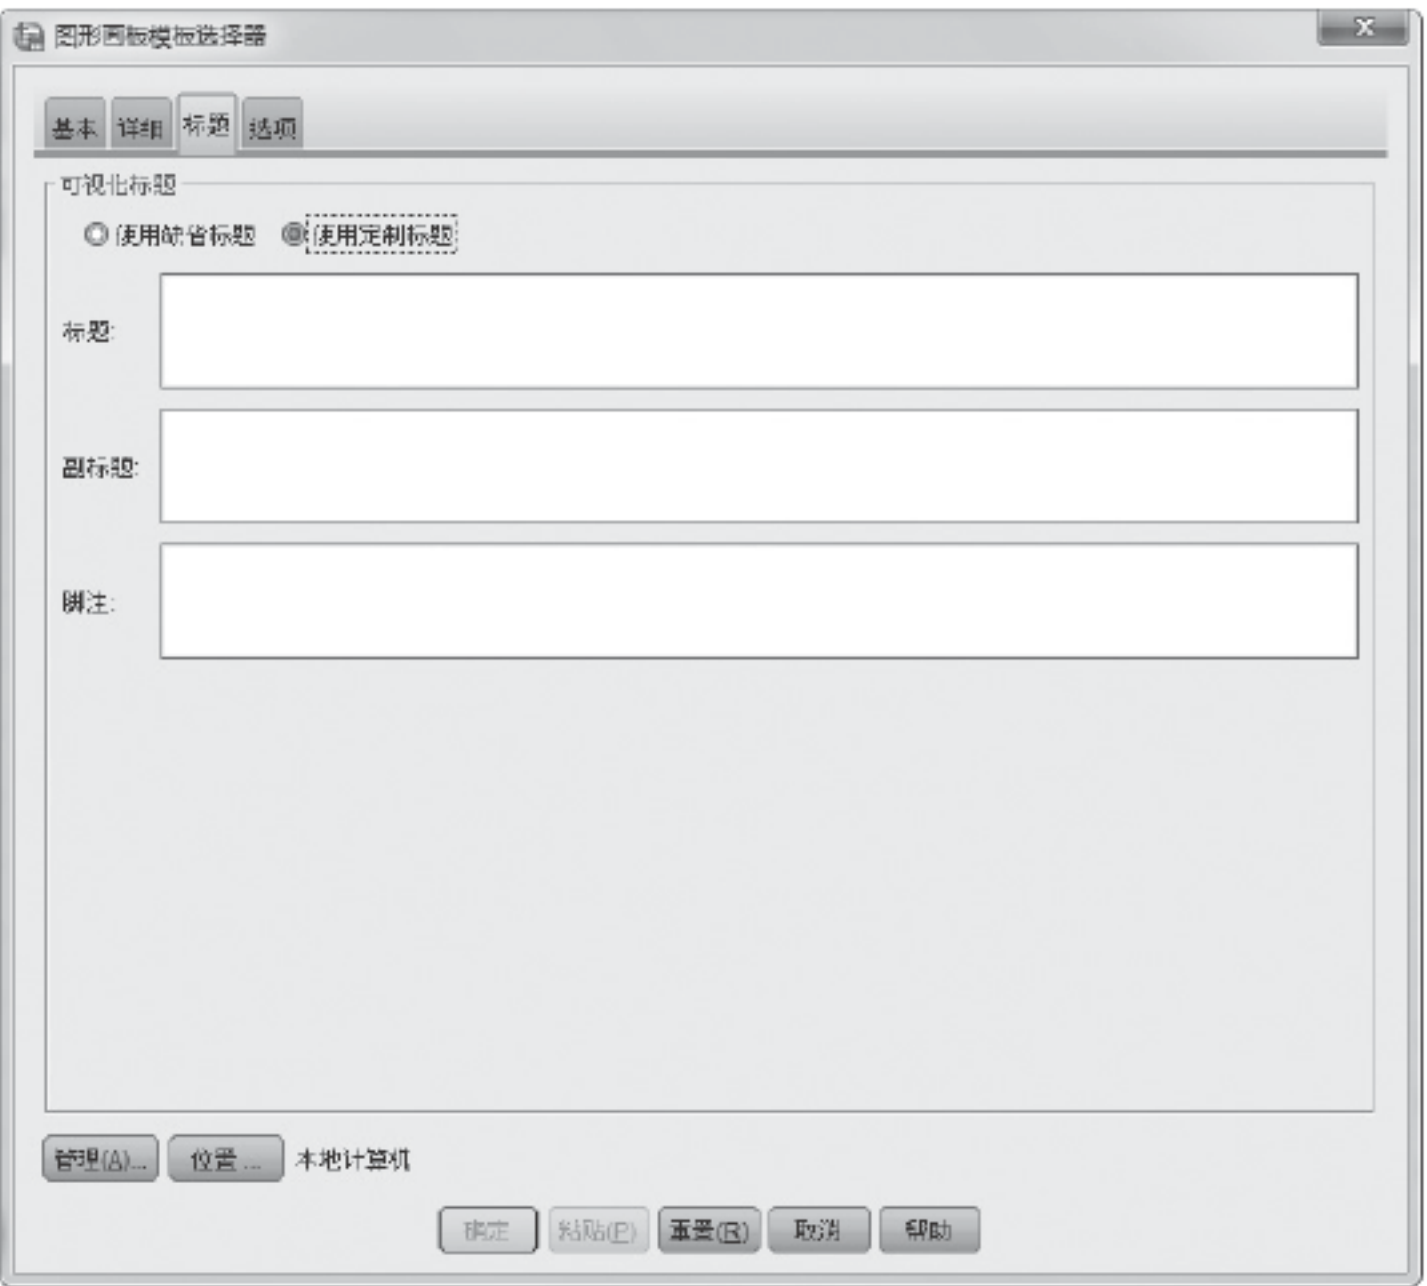 图形画板模板选择器
基本 详细 标题 选项
可视化标题
使用缺省标题 使用定制标题
标题:
副标题:
脚注:
管理(A)... 位置 ... 本地计算机
确定 粘贴(P) 重置(R) 取消 帮助